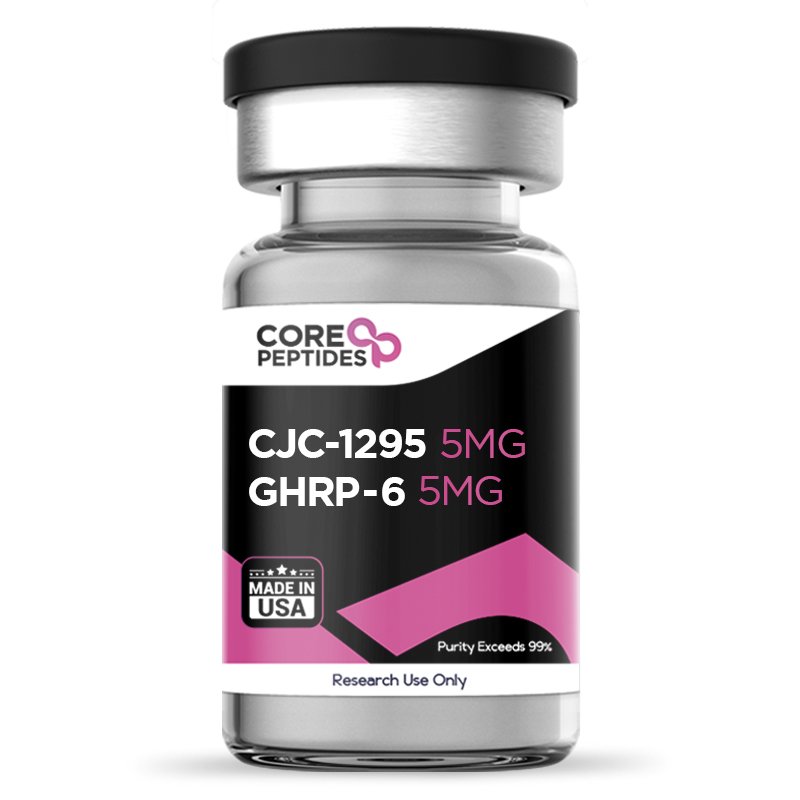 CORE
PEPTIDES
CJC-1295 5MG
GHRP-6 5MG
MADE IN
USA
Purity Exceeds 99%
Research Use Only